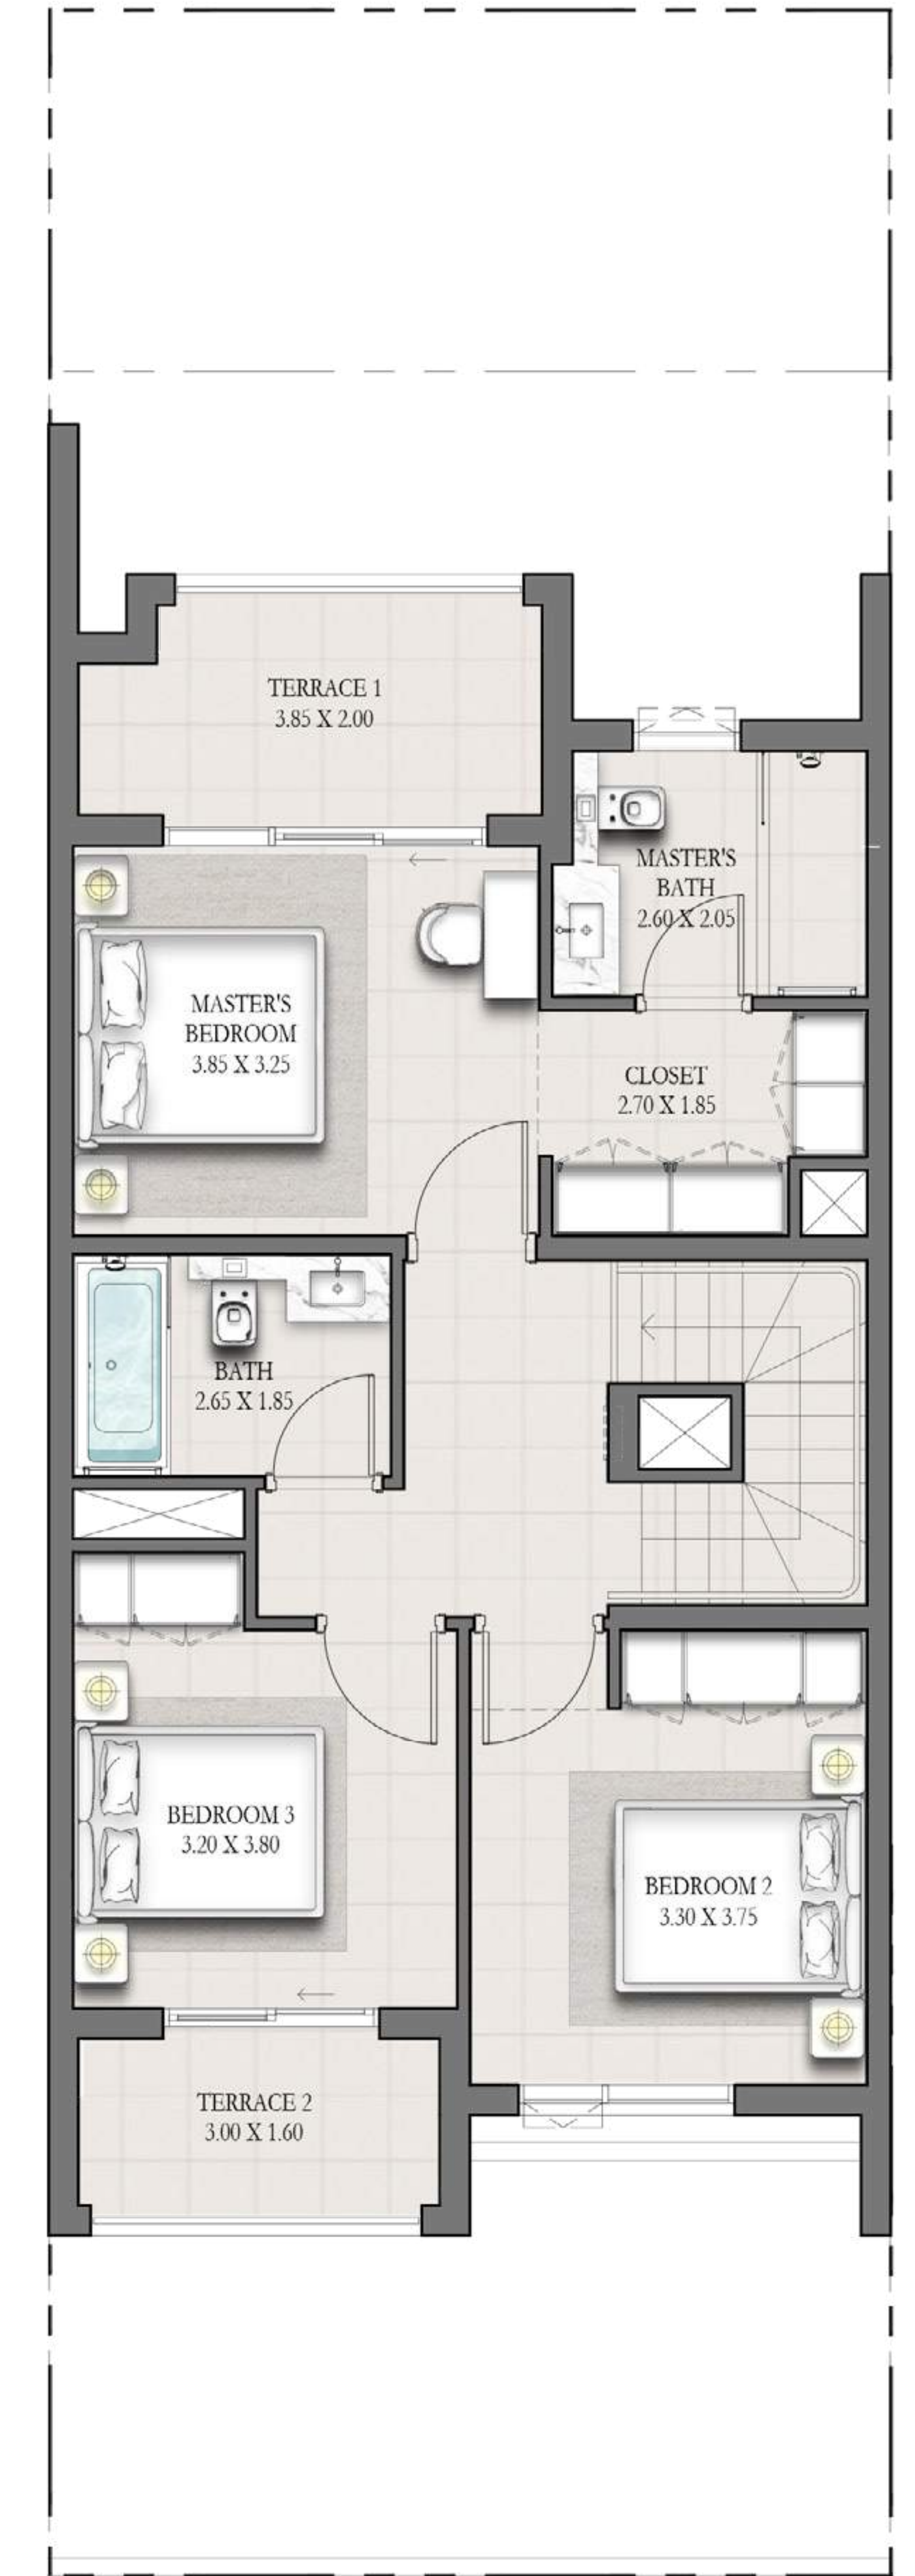 TERRACE 1
3.85 X 2.00
MASTER'S
BATH
2.60 X 2.05
MASTER'S
BEDROOM
3.85 X 3.25
CLOSET
2.70 X 1.85
BATH
2.65 X 1.85
BEDROOM 3
3.20 X 3.80
BEDROOM 2
3.30 X 3.75
TERRACE 2
3.00 X 1.60